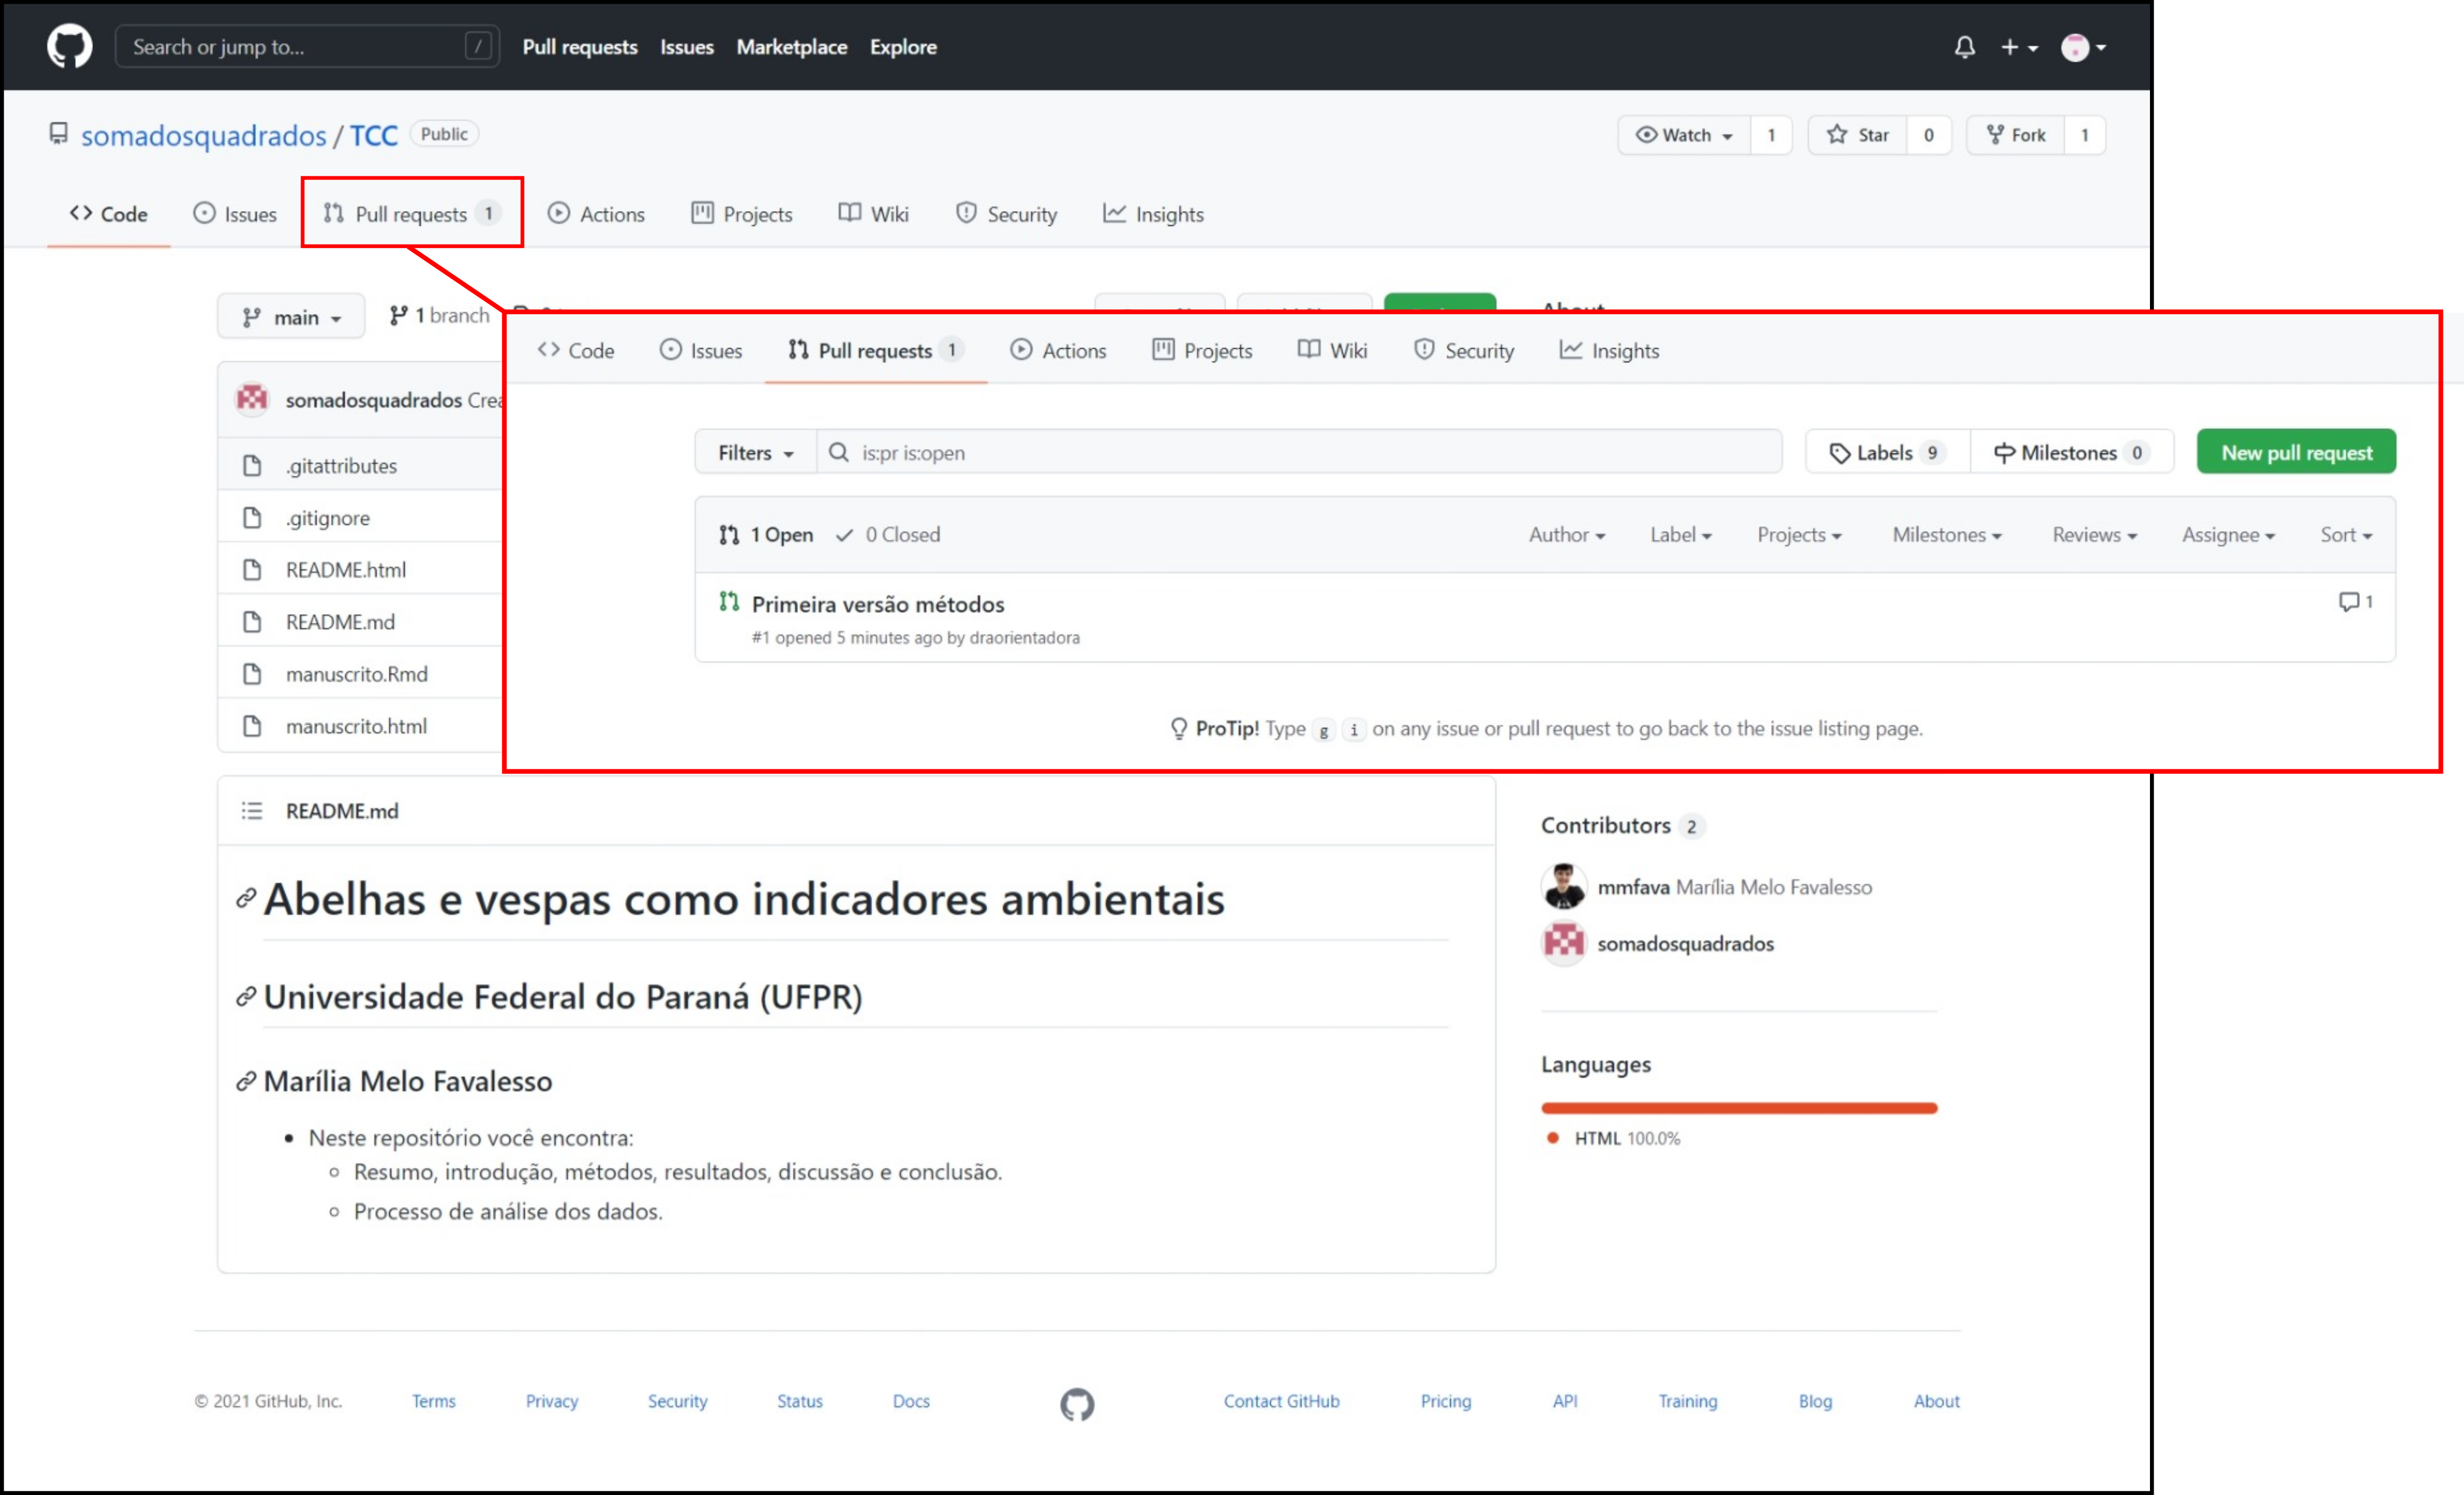 Search or jump to... / Pull requests Issues Marketplace Explore
somadosquadrados / TCC Public Watch 1 Star 0 Fork 1
Code Issues Pull requests 1 Actions Projects Wiki Security Insights
main 1 branch
About
somadosquadrados Crea
.gitattributes
.gitignore
README.html
README.md
manuscrito.Rmd
manuscrito.html
Code Issues Pull requests 1 Actions Projects Wiki Security Insights
Filters is:pr is:open Labels 9 Milestones 0 New pull request
1 Open 0 Closed Author Label Projects Milestones Reviews Assignee Sort
Primeira versão métodos 1
#1 opened 5 minutes ago by draorientadora
ProTip! Type g i on any issue or pull request to go back to the issue listing page.
README.md
Abelhas e vespas como indicadores ambientais
Universidade Federal do Paraná (UFPR)
Marília Melo Favalesso
Neste repositório você encontra:
Resumo, introdução, métodos, resultados, discussão e conclusão.
Processo de análise dos dados.
Contributors 2
mmfava Marília Melo Favalesso
somadosquadrados
Languages
HTML 100.0%
© 2021 GitHub, Inc. Terms Privacy Security Status Docs Contact GitHub Pricing API Training Blog About